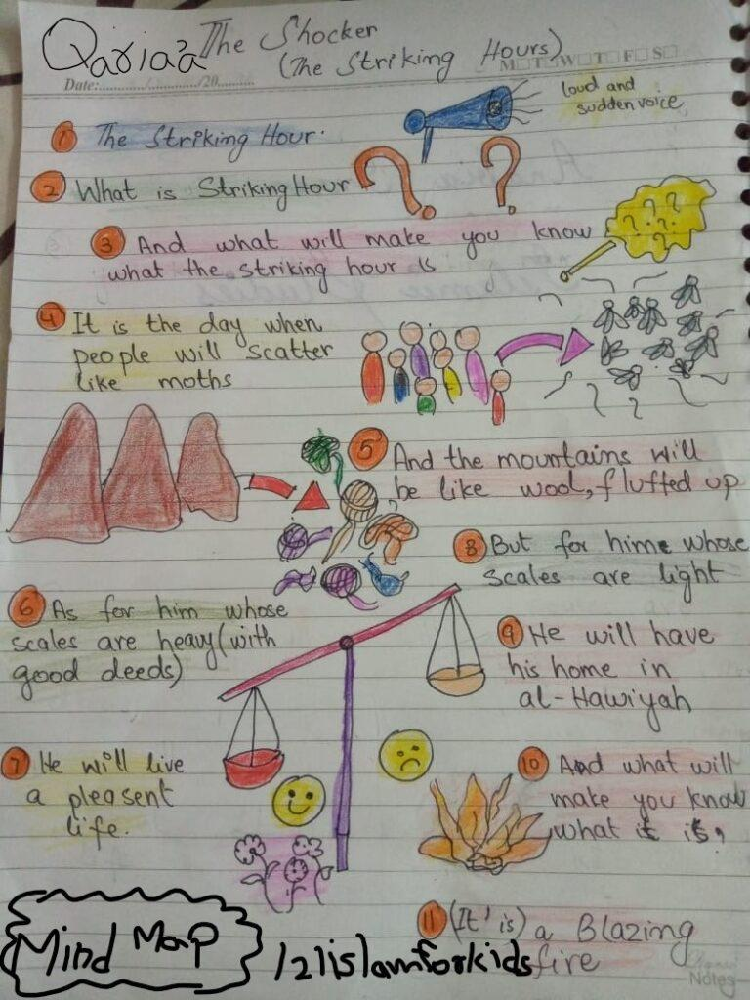 Qaria'a The Shocker
(The Striking Hours)
M T W T F S
Date:............/............/20.........
loud and
sudden voice
1 The Striking Hour.
2 What is Striking Hour
3 And what will make you know
what the striking hour is
? ? ? ? ?
4 It is the day when
people will scatter
like moths
5 And the mountains will
be like wool, fluffed up
8 But for hime whose
scales are light
6 As for him whose
scales are heavy (with
good deeds)
9 He will have
his home in
al-Hawiyah
7 He will live
a pleasent
life.
10 And what will
make you know
what it is,
11 (It' is) a Blazing
fire
Mind Map
121islamforkids
Notes